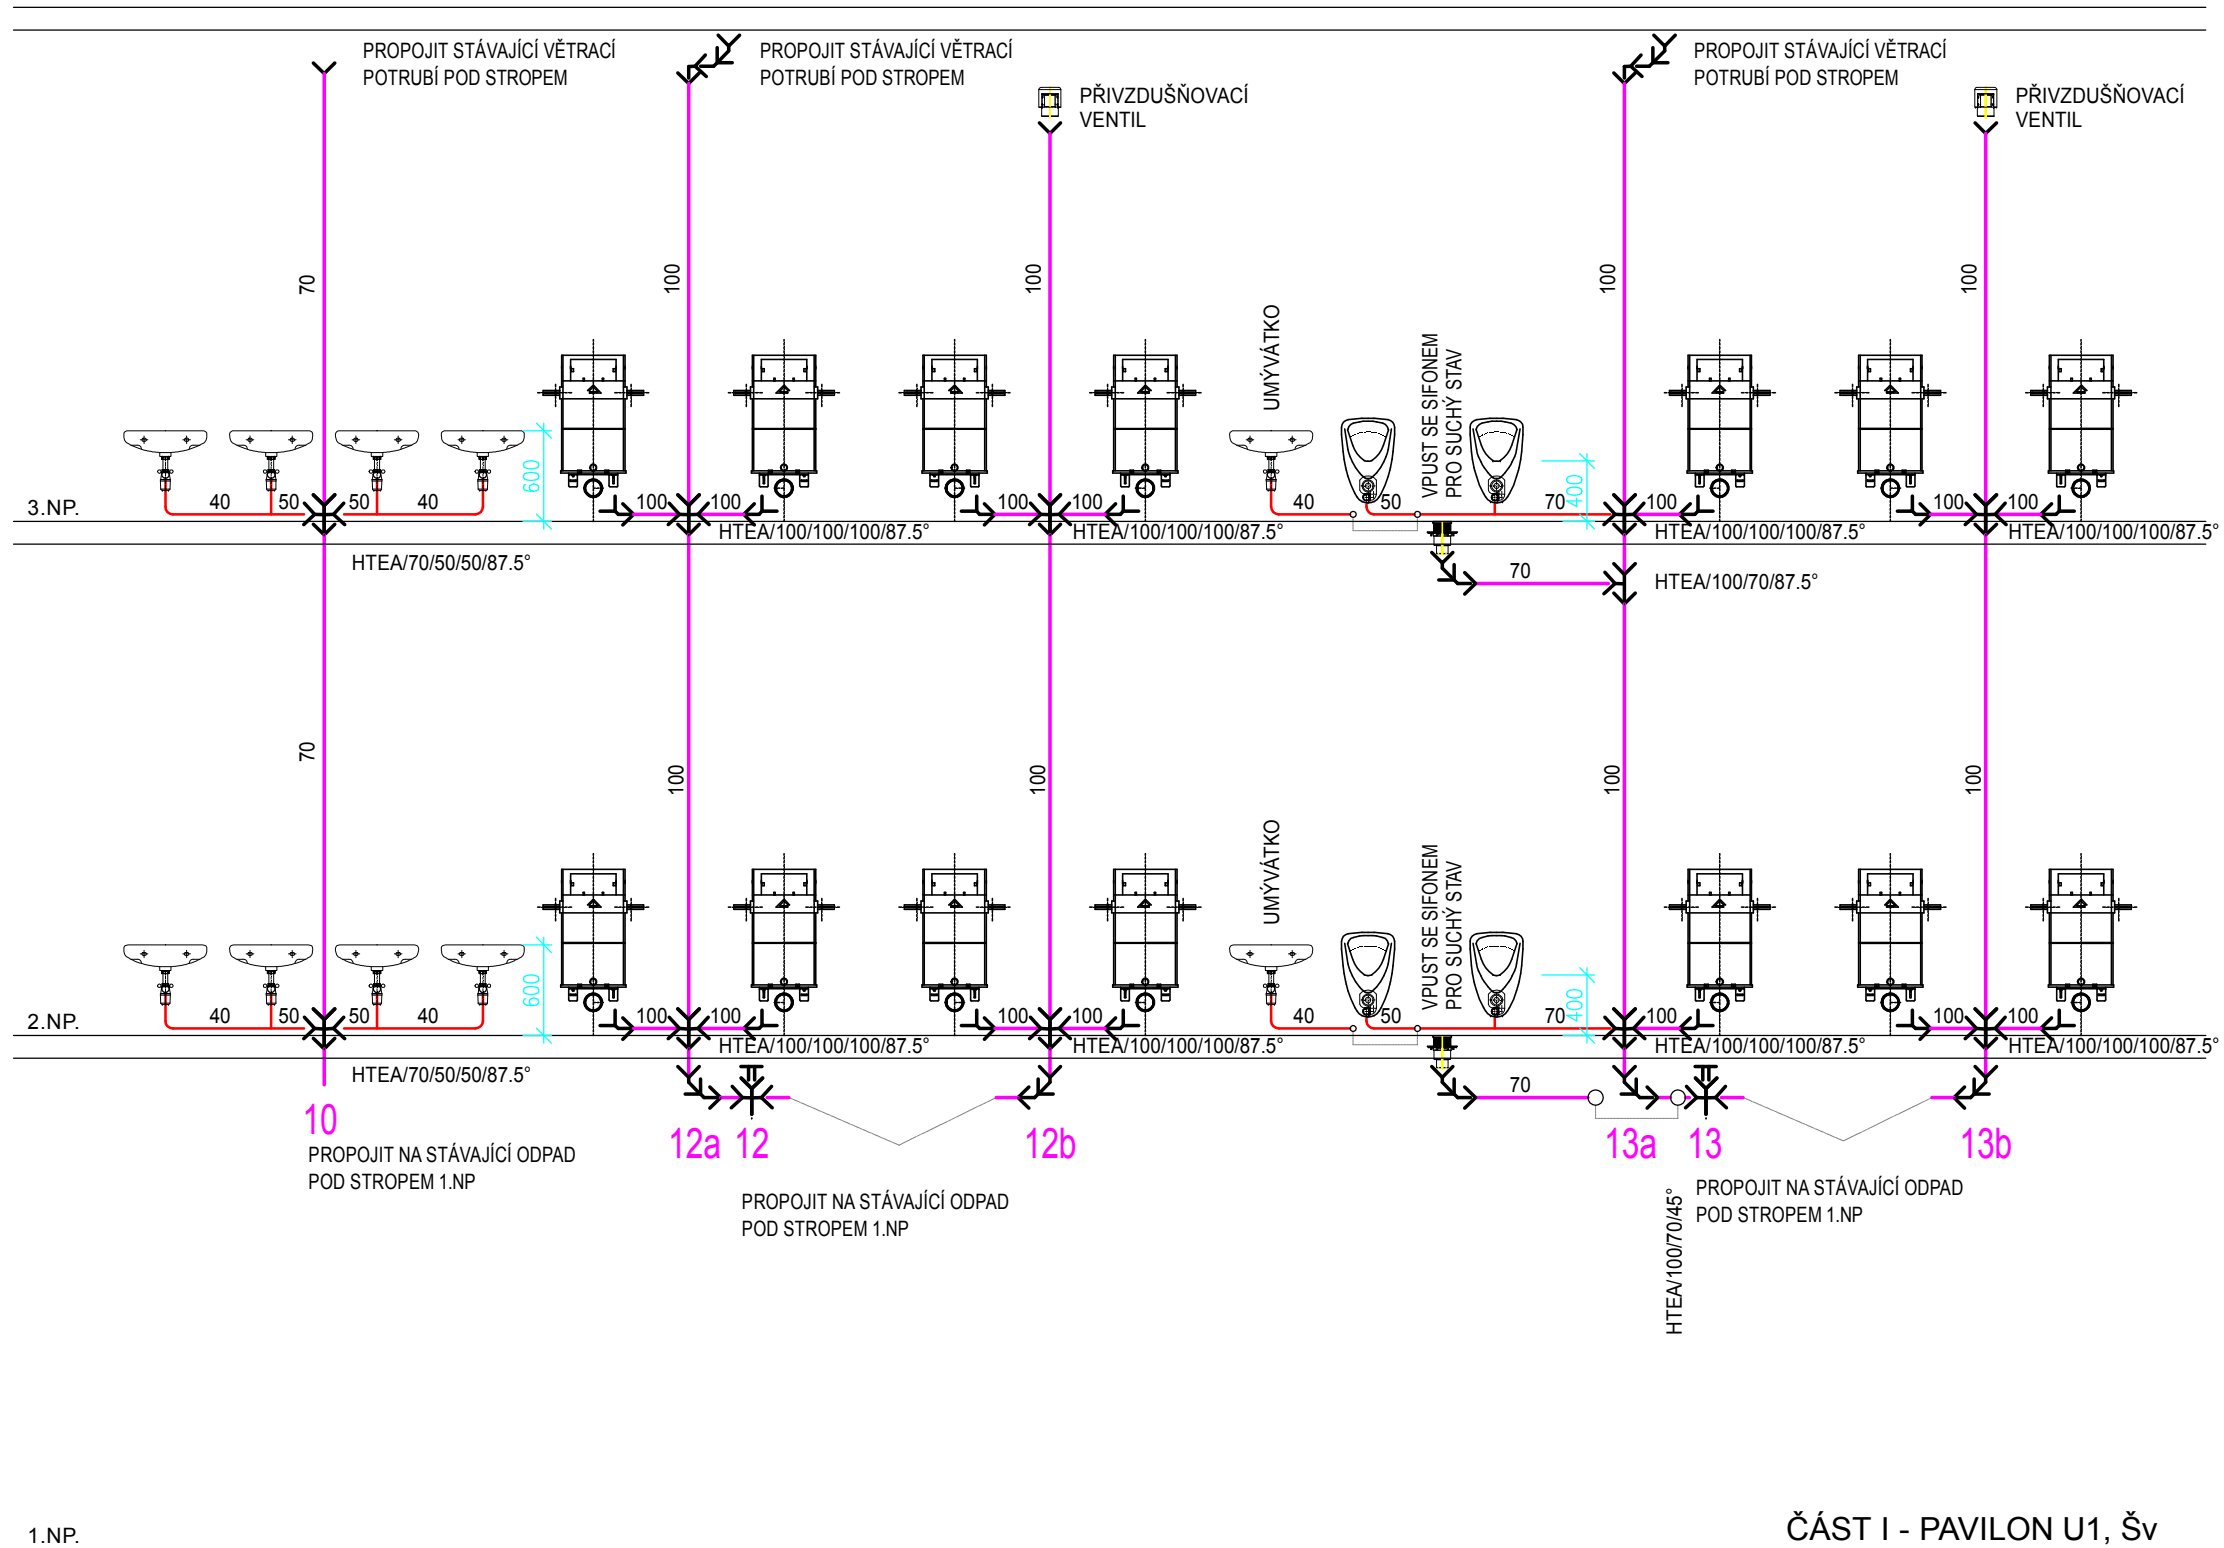 PROPOJIT STÁVAJÍCÍ VĚTRACÍ
POTRUBÍ POD STROPEM
PROPOJIT STÁVAJÍCÍ VĚTRACÍ
POTRUBÍ POD STROPEM
PŘIVZDUŠŇOVACÍ
VENTIL
PROPOJIT STÁVAJÍCÍ VĚTRACÍ
POTRUBÍ POD STROPEM
PŘIVZDUŠŇOVACÍ
VENTIL
70
100
100
100
100
UMÝVÁTKO
VPUST SE SIFONEM
PRO SUCHÝ STAV
600
400
3.NP.
40
50
50
40
100
100
100
100
40
50
70
100
100
100
HTEA/100/100/100/87.5°
HTEA/100/100/100/87.5°
HTEA/100/100/100/87.5°
HTEA/100/100/100/87.5°
HTEA/70/50/50/87.5°
70
HTEA/100/70/87.5°
70
100
100
100
100
UMÝVÁTKO
VPUST SE SIFONEM
PRO SUCHÝ STAV
600
400
2.NP.
40
50
50
40
100
100
100
100
40
50
70
100
100
100
HTEA/100/100/100/87.5°
HTEA/100/100/100/87.5°
HTEA/100/100/100/87.5°
HTEA/100/100/100/87.5°
HTEA/70/50/50/87.5°
70
10
12a
12
12b
13a
13
13b
PROPOJIT NA STÁVAJÍCÍ ODPAD
POD STROPEM 1.NP
PROPOJIT NA STÁVAJÍCÍ ODPAD
POD STROPEM 1.NP
HTEA/100/70/45°
PROPOJIT NA STÁVAJÍCÍ ODPAD
POD STROPEM 1.NP
1.NP.
ČÁST I - PAVILON U1, Šv